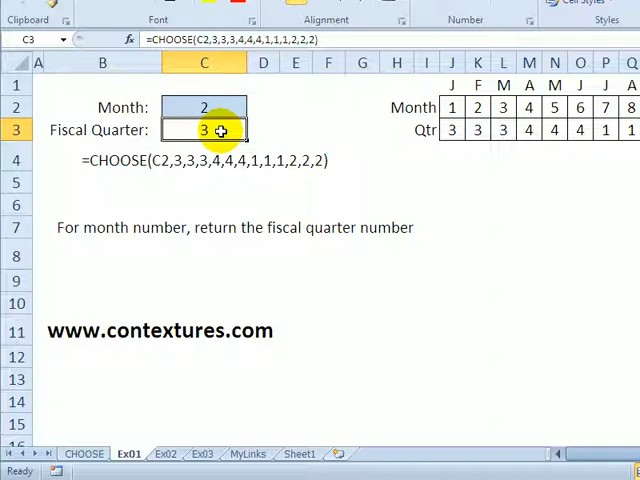 Clipboard Font Alignment Number Cell Styles Styles
C3 fx =CHOOSE(C2,3,3,3,4,4,4,1,1,1,2,2,2)
A B C D E F G H I J K L M N O P Q
1 J F M A M J J A
2 Month: 2 Month 1 2 3 4 5 6 7 8
3 Fiscal Quarter: 3 Qtr 3 3 3 4 4 4 1 1
4 =CHOOSE(C2,3,3,3,4,4,4,1,1,1,2,2,2)
5
6
7 For month number, return the fiscal quarter number
8
9
10
11 www.contextures.com
12
13
14
15
16
CHOOSE Ex01 Ex02 Ex03 MyLinks Sheet1
Ready